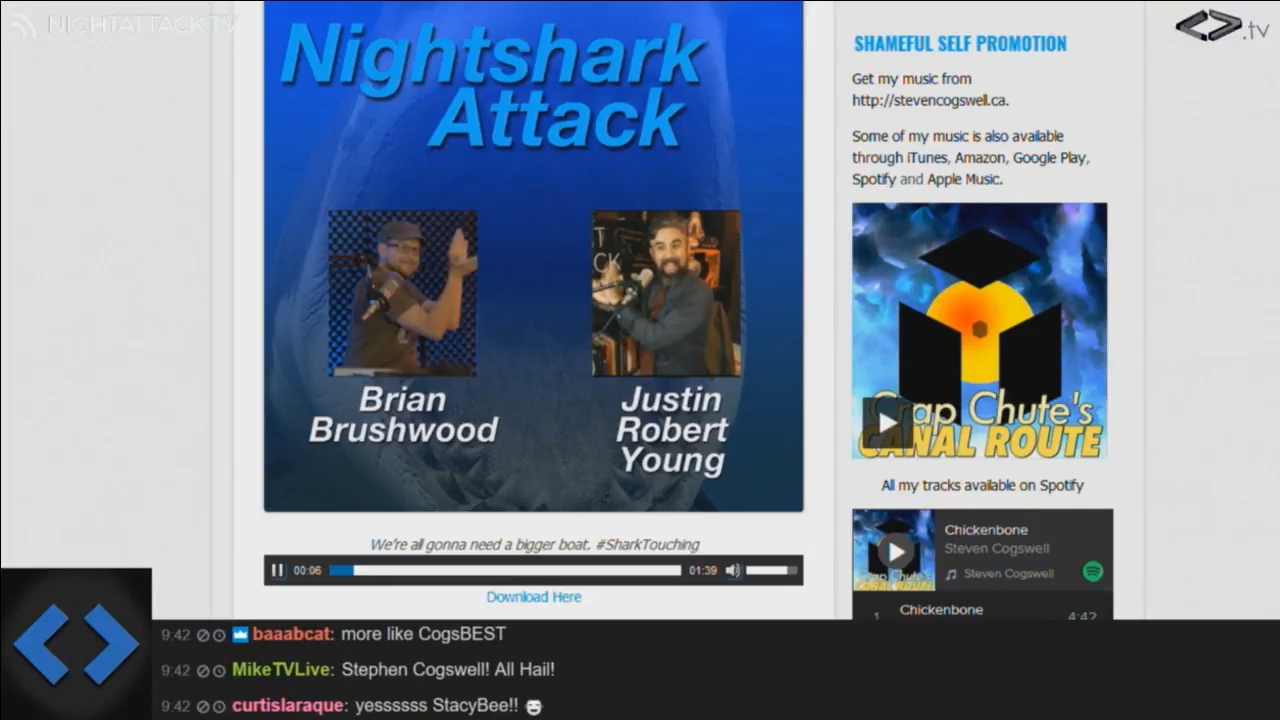 NIGHTATTACK.TV
.tv
Nightshark
Attack
Brian
Brushwood
Justin
Robert
Young
We're all gonna need a bigger boat. #SharkTouching
00:06
01:39
Download Here
SHAMEFUL SELF PROMOTION
Get my music from
http://stevencogswell.ca.
Some of my music is also available
through iTunes, Amazon, Google Play,
Spotify and Apple Music.
Crap Chute's
CANAL ROUTE
All my tracks available on Spotify
Chickenbone
Steven Cogswell
Steven Cogswell
1 Chickenbone 4:42
9:42 baaabcat: more like CogsBEST
9:42 MikeTVLive: Stephen Cogswell! All Hail!
9:42 curtislaraque: yessssss StacyBee!!